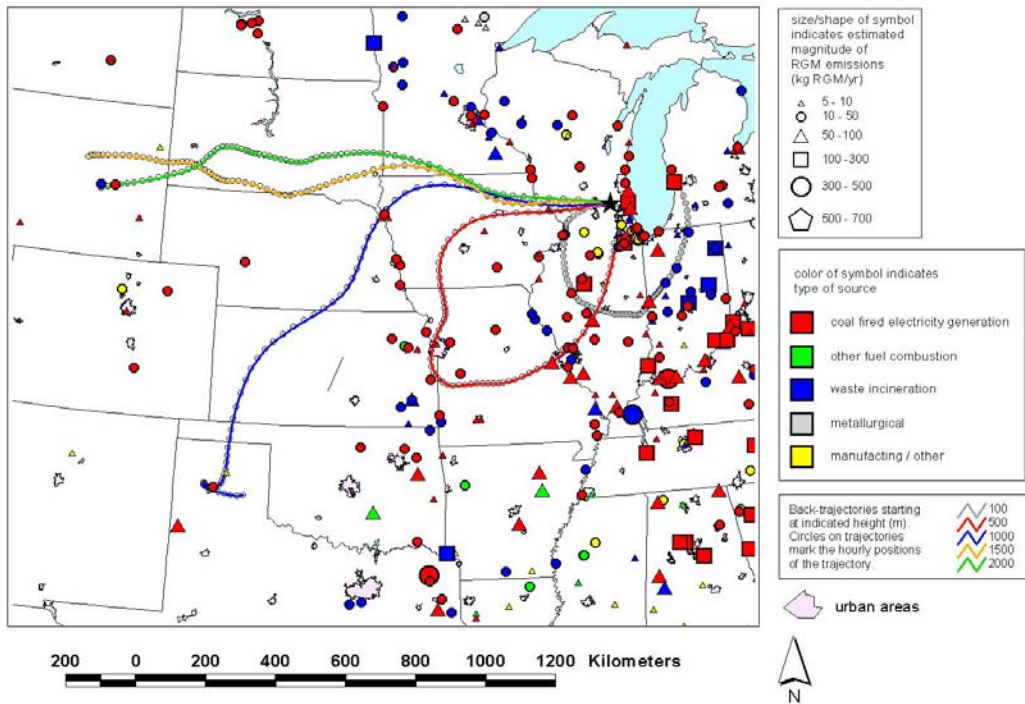 size/shape of symbol
indicates estimated
magnitude of
RGM emissions
(kg RGM/yr)
5 - 10
10 - 50
50 -100
100 - 300
300 - 500
500 - 700
color of symbol indicates
type of source
coal fired electricity generation
other fuel combustion
waste incineration
metallurgical
manufacting / other
Back-trajectories starting
at indicated height (m).
Circles on trajectories
mark the hourly positions
of the trajectory.
100
500
1000
1500
2000
urban areas
N
200 0 200 400 600 800 1000 1200 Kilometers